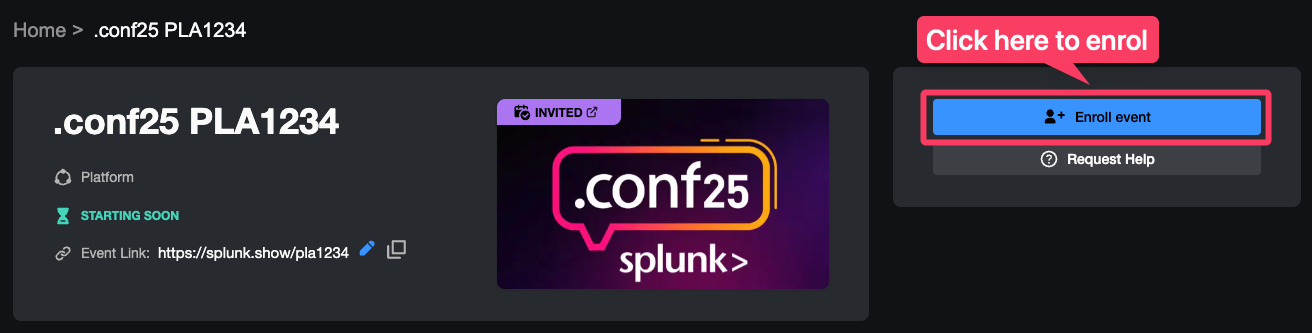 Home > .conf25 PLA1234
Click here to enrol
.conf25 PLA1234
Platform
STARTING SOON
Event Link: https://splunk.show/pla1234
INVITED
.conf25
splunk>
Enroll event
Request Help